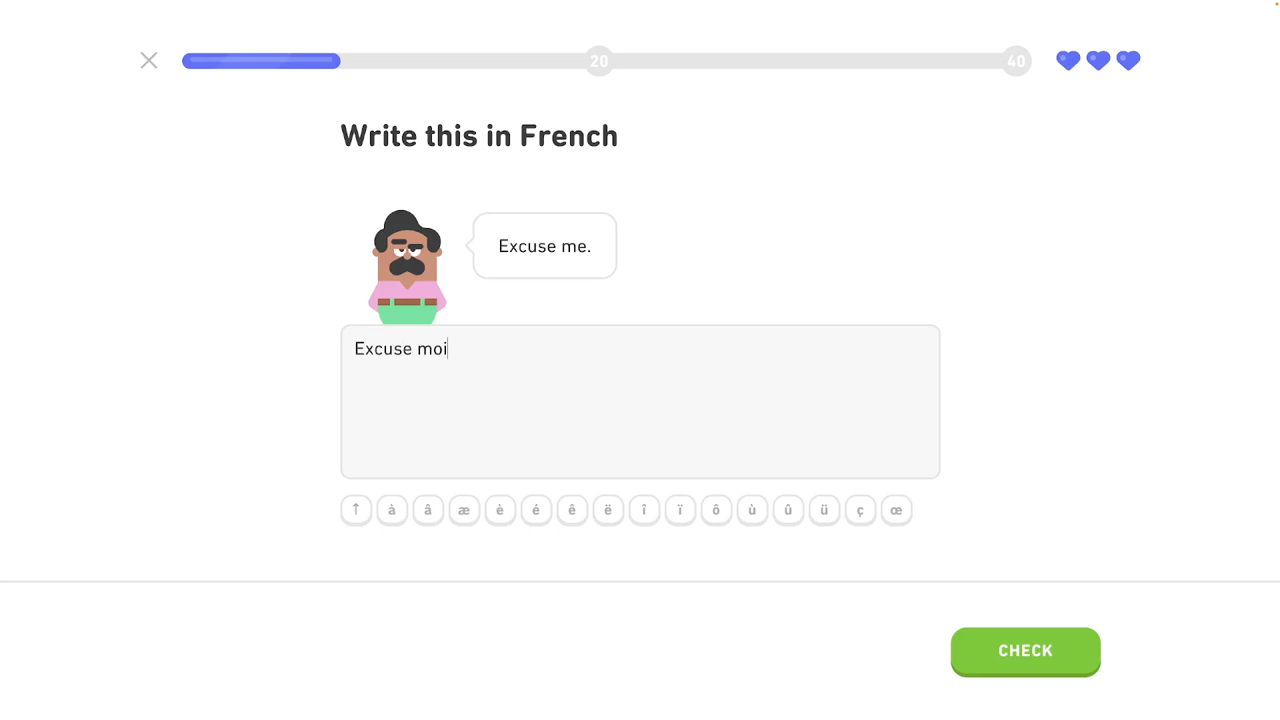 20
40
Write this in French
Excuse me.
Excuse moi
↑ à â æ è é ê ë î ï ô ù û ü ç œ
CHECK